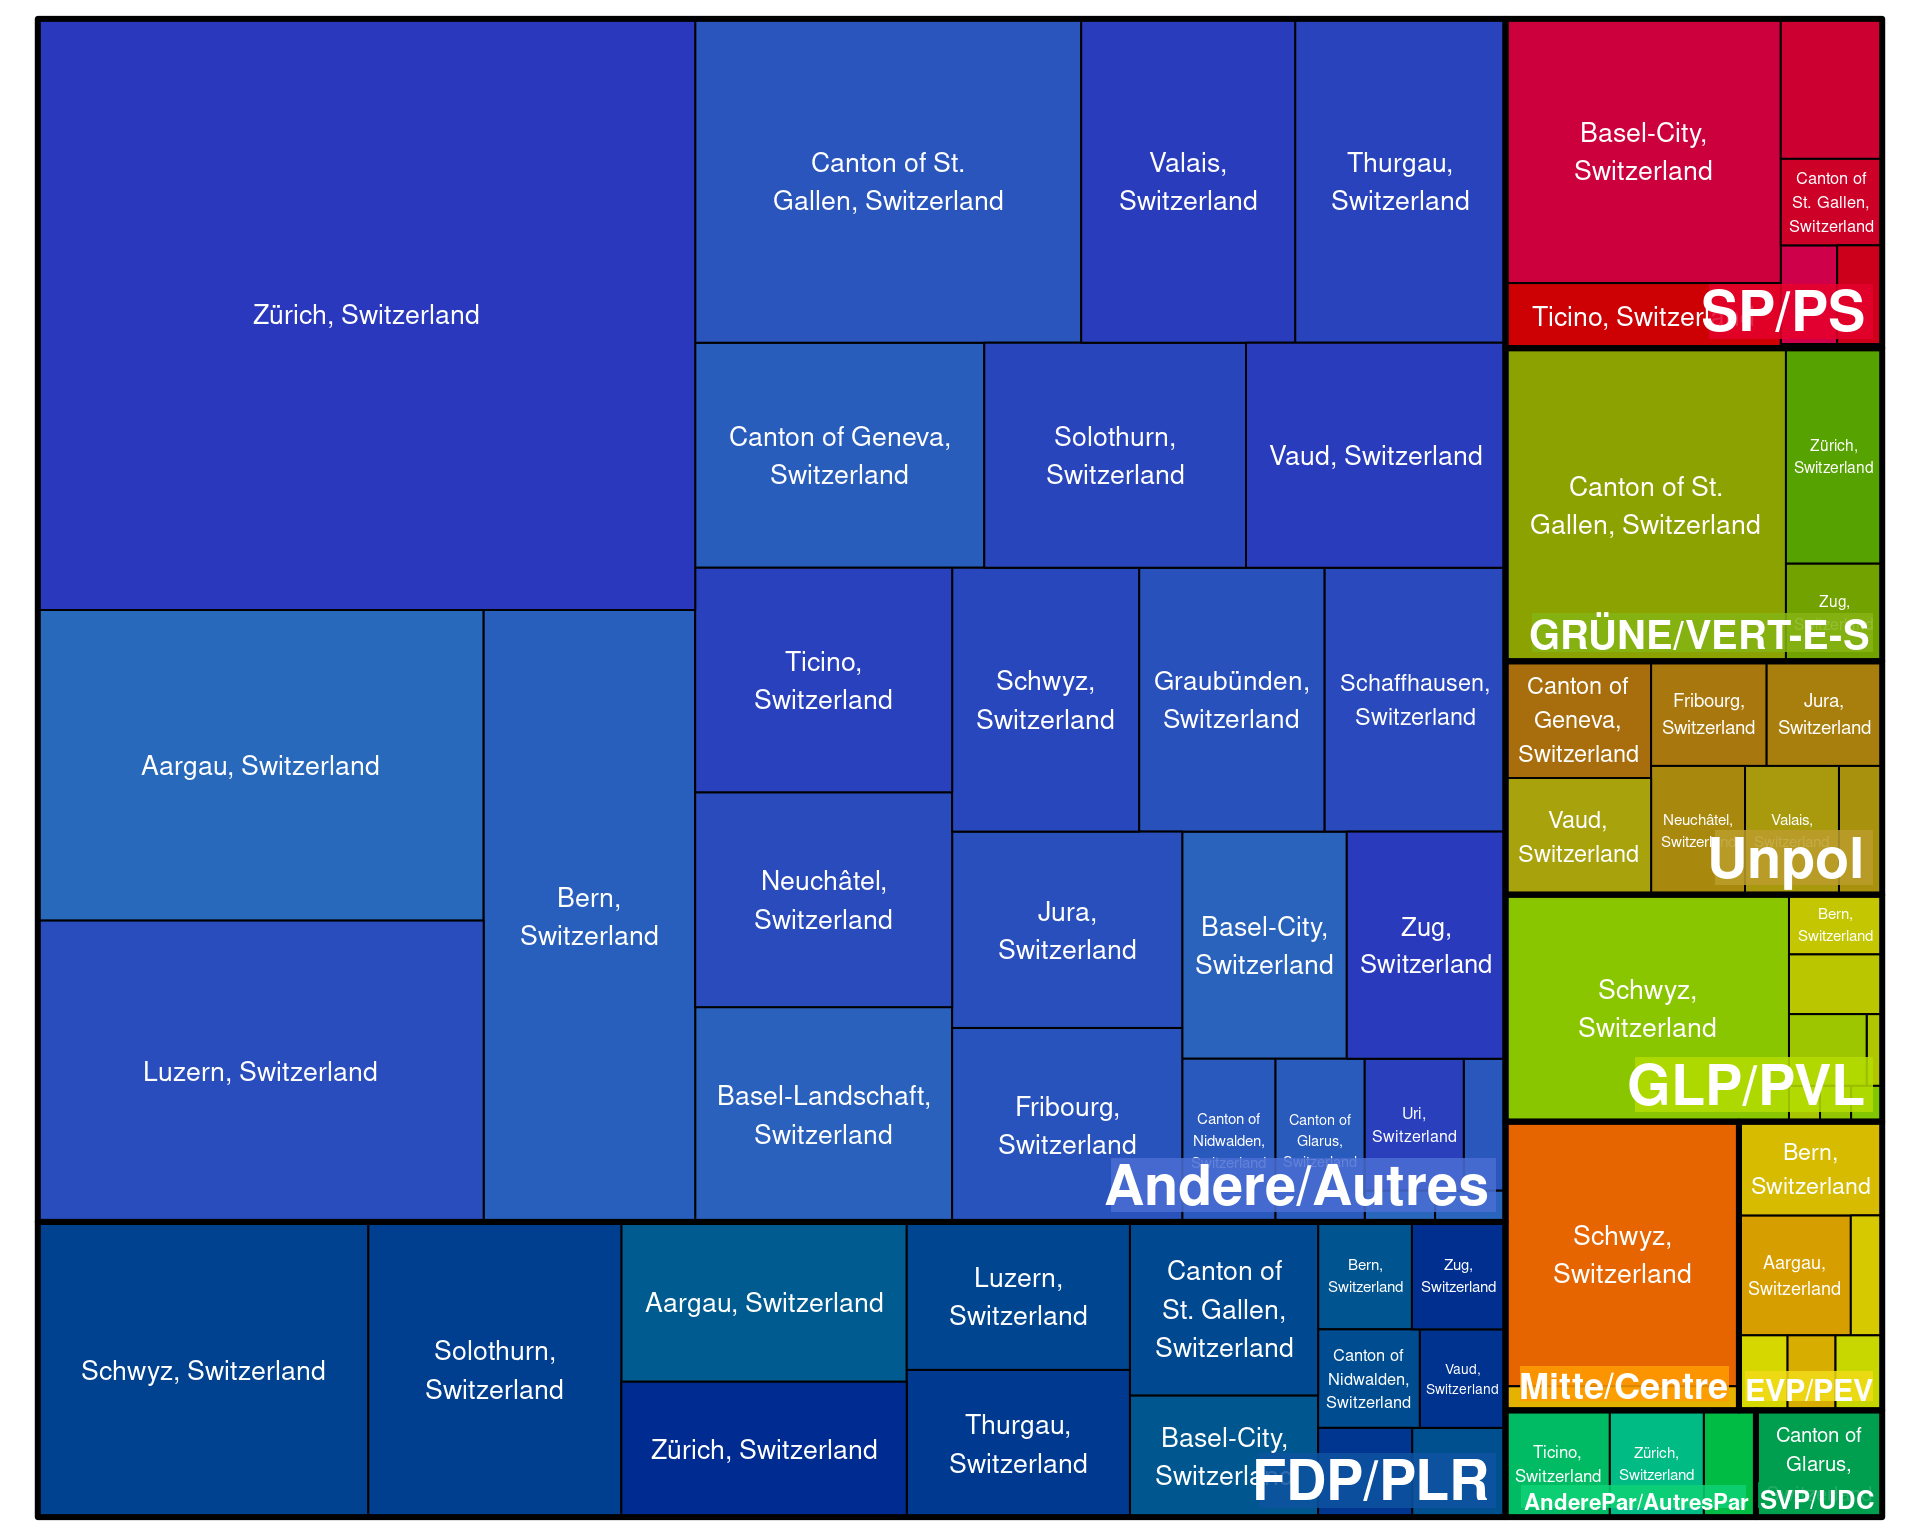 Zürich, Switzerland
Canton of St.
Gallen, Switzerland
Valais,
Switzerland
Thurgau,
Switzerland
Canton of Geneva,
Switzerland
Solothurn,
Switzerland
Vaud, Switzerland
Aargau, Switzerland
Luzern, Switzerland
Bern,
Switzerland
Ticino,
Switzerland
Schwyz,
Switzerland
Graubünden,
Switzerland
Schaffhausen,
Switzerland
Neuchâtel,
Switzerland
Basel-Landschaft,
Switzerland
Jura,
Switzerland
Fribourg,
Switzerland
Basel-City,
Switzerland
Zug,
Switzerland
Canton of
Nidwalden,
Switzerland
Canton of
Glarus,
Switzerland
Uri,
Switzerland
Andere/Autres
Schwyz, Switzerland
Solothurn,
Switzerland
Aargau, Switzerland
Zürich, Switzerland
Luzern,
Switzerland
Thurgau,
Switzerland
Canton of
St. Gallen,
Switzerland
Basel-City,
Switzerland
Bern,
Switzerland
Zug,
Switzerland
Canton of
Nidwalden,
Switzerland
Vaud,
Switzerland
FDP/PLR
Basel-City,
Switzerland
Canton of
St. Gallen,
Switzerland
Ticino, Switzerland
SP/PS
Canton of St.
Gallen, Switzerland
Zürich,
Switzerland
Zug,
GRÜNE/VERT-E-S
Canton of
Geneva,
Switzerland
Fribourg,
Switzerland
Jura,
Switzerland
Vaud,
Switzerland
Neuchâtel,
Switzerland
Valais,
Switzerland
Unpol
Schwyz,
Switzerland
Bern,
Switzerland
GLP/PVL
Schwyz,
Switzerland
Mitte/Centre
Bern,
Switzerland
Aargau,
Switzerland
EVP/PEV
Ticino,
Switzerland
Zürich,
Switzerland
AnderePar/AutresPar
Canton of
Glarus,
SVP/UDC